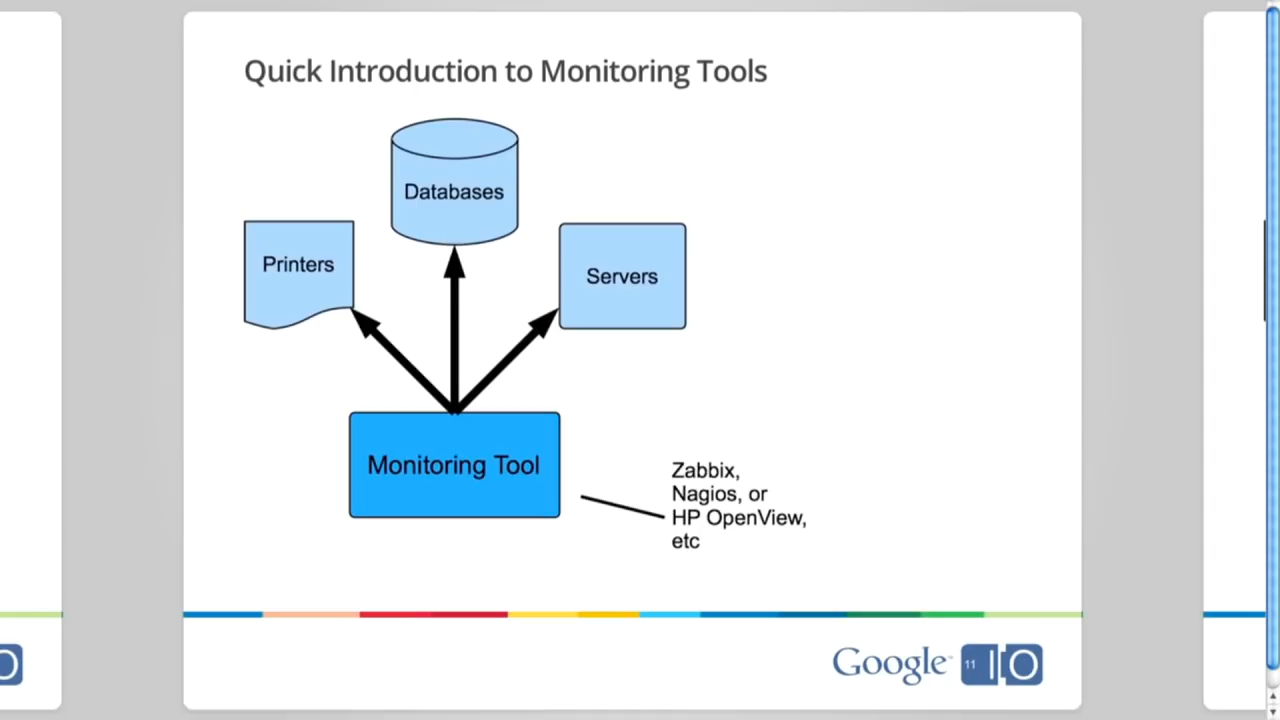 Quick Introduction to Monitoring Tools
Databases
Printers
Servers
Monitoring Tool
Zabbix,
Nagios, or
HP OpenView,
etc
Google 11 IO
O